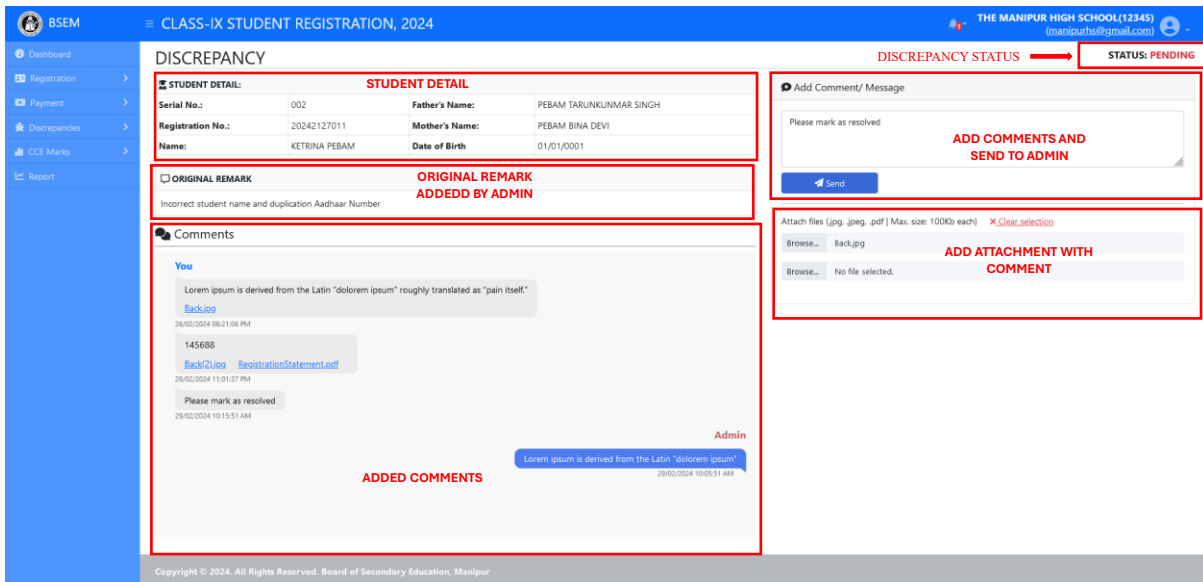 BSEM
≡ CLASS-IX STUDENT REGISTRATION, 2024
THE MANIPUR HIGH SCHOOL(12345)
(manipurhs@gmail.com)
Dashboard
Registration
Payment
Discrepancies
CCE Marks
Report
DISCREPANCY
DISCREPANCY STATUS
STATUS: PENDING
STUDENT DETAIL:
STUDENT DETAIL
Serial No.: 002 Father's Name: PEBAM TARUNKUNMAR SINGH
Registration No.: 20242127011 Mother's Name: PEBAM BINA DEVI
Name: KETRINA PEBAM Date of Birth 01/01/0001
ORIGINAL REMARK
ORIGINAL REMARK
ADDEDD BY ADMIN
Incorrect student name and duplication Aadhaar Number
Comments
You
Lorem ipsum is derived from the Latin "dolorem ipsum" roughly translated as "pain itself."
Back.jpg
26/02/2024 06:21:06 PM
145688
Back(2).jpg RegistrationStatement.pdf
28/02/2024 11:01:37 PM
Please mark as resolved
29/02/2024 10:15:51 AM
Admin
Lorem ipsum is derived from the Latin "dolorem ipsum"
29/02/2024 10:05:51 AM
ADDED COMMENTS
Add Comment/ Message
Please mark as resolved
ADD COMMENTS AND
SEND TO ADMIN
Send
Attach files (.jpg, .jpeg, .pdf | Max. size: 100Kb each) Clear selection
Browse... Back.jpg
ADD ATTACHMENT WITH
COMMENT
Browse... No file selected.
Copyright © 2024. All Rights Reserved. Board of Secondary Education, Manipur